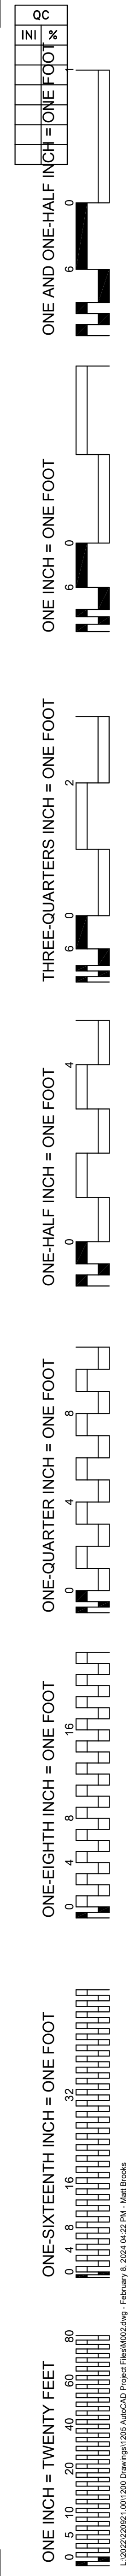 ONE INCH = TWENTY FEET
0 5 10 20 40 60 80
ONE-SIXTEENTH INCH = ONE FOOT
0 4 8 16 32
ONE-EIGHTH INCH = ONE FOOT
0 4 8 16
ONE-QUARTER INCH = ONE FOOT
0 4 8
ONE-HALF INCH = ONE FOOT
0 4
THREE-QUARTERS INCH = ONE FOOT
6 0 2
ONE INCH = ONE FOOT
6 0
ONE AND ONE-HALF INCH = ONE FOOT
6 0 1
QC
INI %
L:\2022\220921.00\1200 Drawings\1205 AutoCAD Project Files\M002.dwg - February 8, 2024 04:22 PM - Matt Brooks